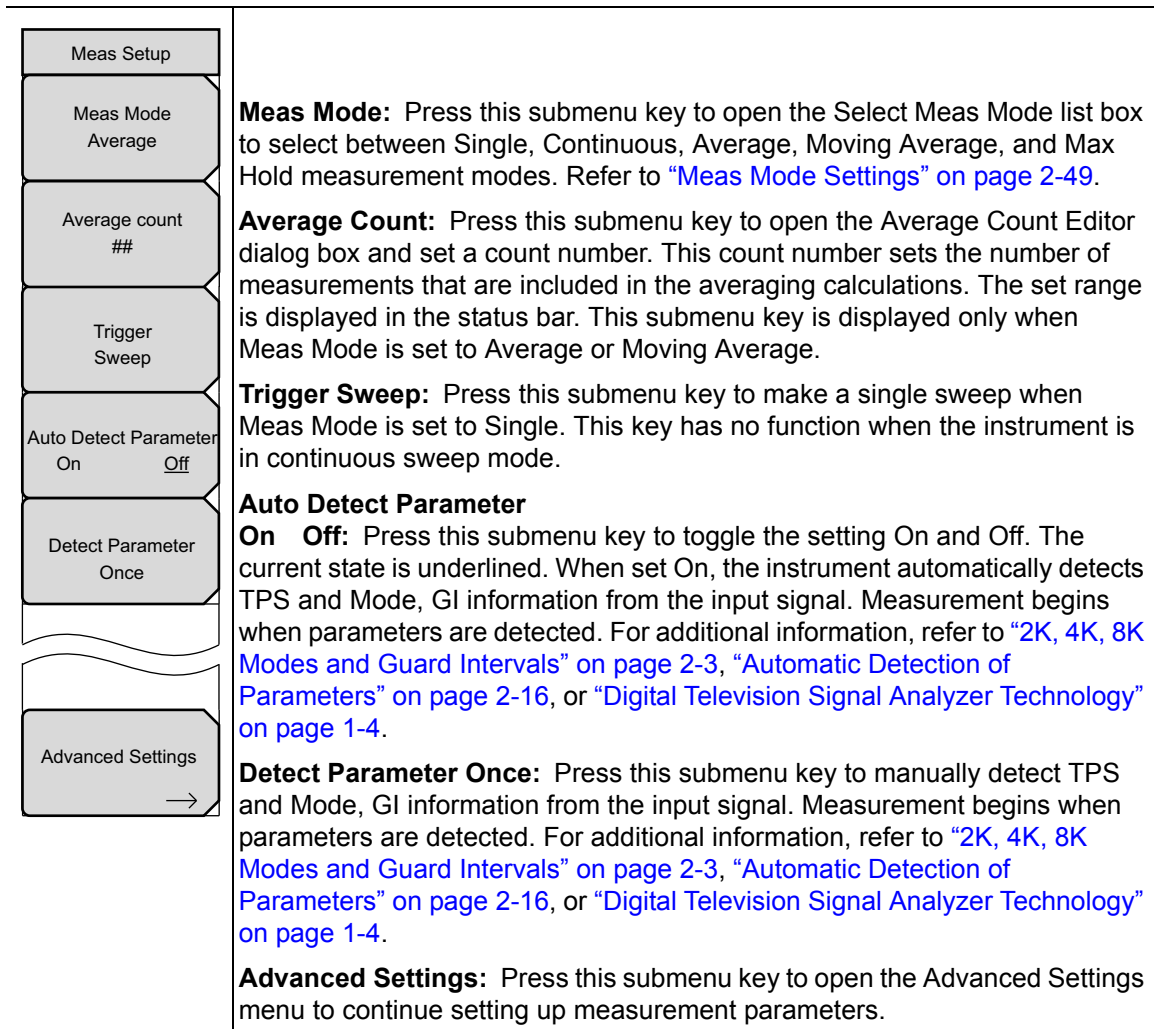 Meas Setup
Meas Mode
Average
Average count
##
Trigger
Sweep
Auto Detect Parameter
On Off
Detect Parameter
Once
Advanced Settings
→
Meas Mode: Press this submenu key to open the Select Meas Mode list box
to select between Single, Continuous, Average, Moving Average, and Max
Hold measurement modes. Refer to “Meas Mode Settings” on page 2-49.
Average Count: Press this submenu key to open the Average Count Editor
dialog box and set a count number. This count number sets the number of
measurements that are included in the averaging calculations. The set range
is displayed in the status bar. This submenu key is displayed only when
Meas Mode is set to Average or Moving Average.
Trigger Sweep: Press this submenu key to make a single sweep when
Meas Mode is set to Single. This key has no function when the instrument is
in continuous sweep mode.
Auto Detect Parameter
On Off: Press this submenu key to toggle the setting On and Off. The
current state is underlined. When set On, the instrument automatically detects
TPS and Mode, GI information from the input signal. Measurement begins
when parameters are detected. For additional information, refer to “2K, 4K, 8K
Modes and Guard Intervals” on page 2-3, “Automatic Detection of
Parameters” on page 2-16, or “Digital Television Signal Analyzer Technology”
on page 1-4.
Detect Parameter Once: Press this submenu key to manually detect TPS
and Mode, GI information from the input signal. Measurement begins when
parameters are detected. For additional information, refer to “2K, 4K, 8K
Modes and Guard Intervals” on page 2-3, “Automatic Detection of
Parameters” on page 2-16, or “Digital Television Signal Analyzer Technology”
on page 1-4.
Advanced Settings: Press this submenu key to open the Advanced Settings
menu to continue setting up measurement parameters.